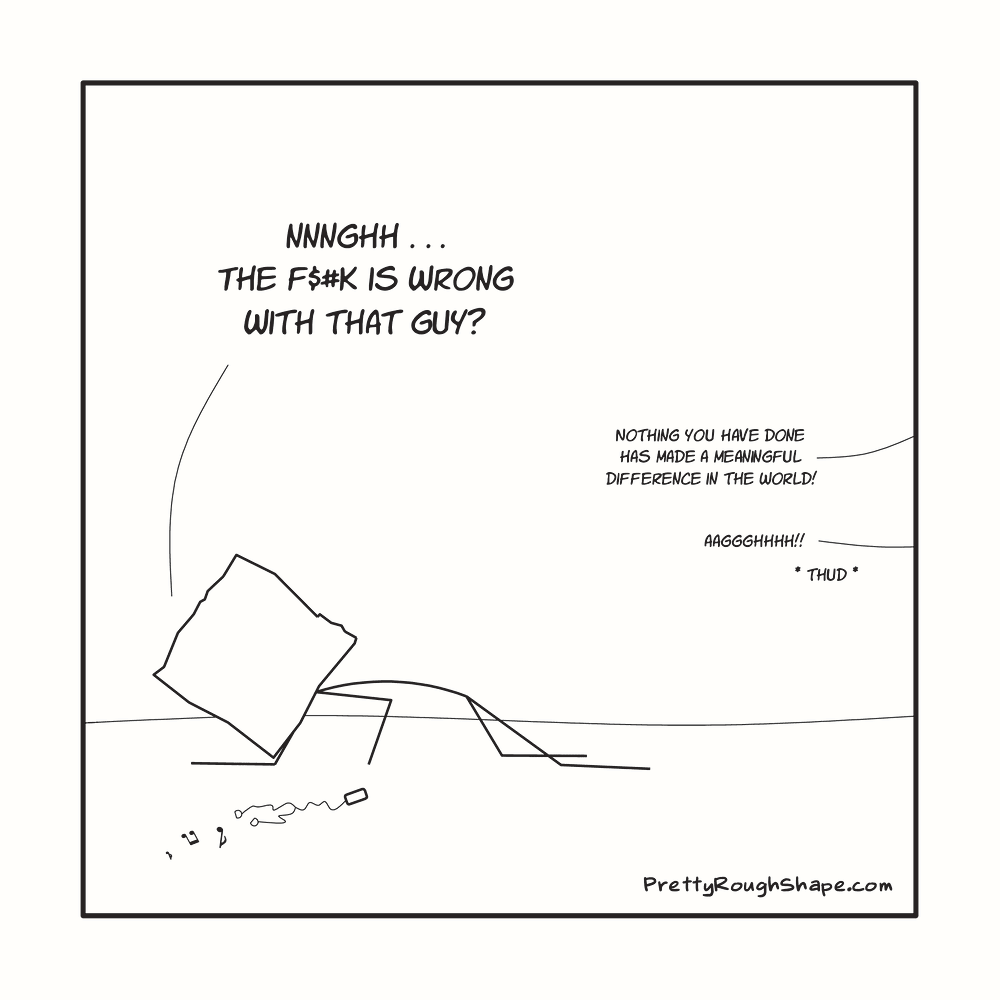 NNNGHH . . .
THE F$#K IS WRONG
WITH THAT GUY?
NOTHING YOU HAVE DONE
HAS MADE A MEANINGFUL
DIFFERENCE IN THE WORLD!
AAGGGHHHH!!
* THUD *
PrettyRoughShape.com